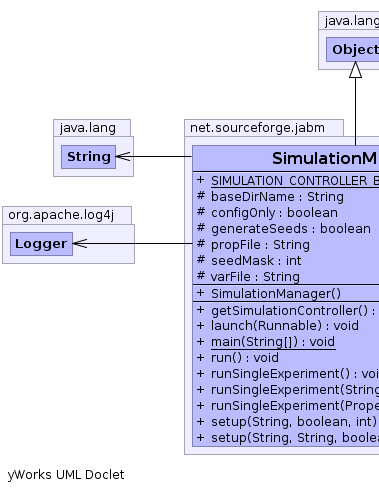 java.lang
Object
java.lang
String
net.sourceforge.jabm
org.apache.log4j
Logger
SimulationM
+ SIMULATION_CONTROLLER_B
# baseDirName : String
# configOnly : boolean
# generateSeeds : boolean
# propFile : String
# seedMask : int
# varFile : String
+ SimulationManager()
+ getSimulationController() :
+ launch(Runnable) : void
+ main(String[]) : void
+ run() : void
+ runSingleExperiment() : voi
+ runSingleExperiment(String
+ runSingleExperiment(Prope
+ setup(String, boolean, int)
+ setup(String, String, boolea
yWorks UML Doclet